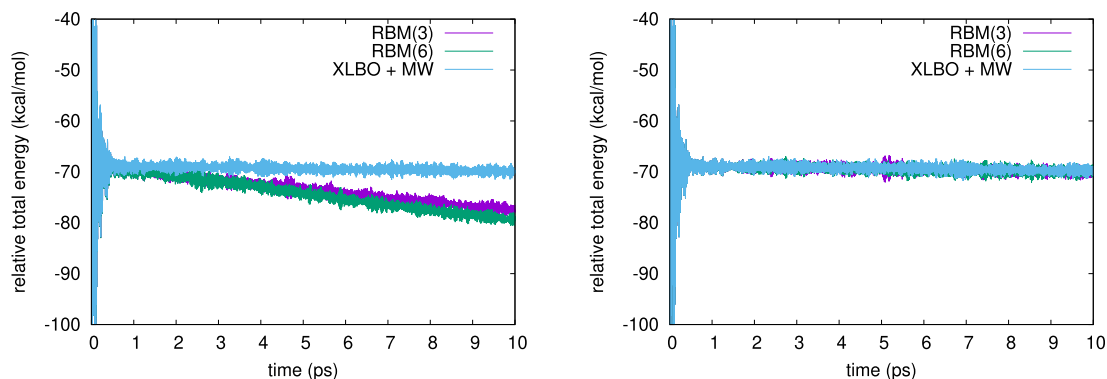 relative total energy (kcal/mol)
-40
-50
-60
-70
-80
-90
-100
RBM(3)
RBM(6)
XLBO + MW
0 1 2 3 4 5 6 7 8 9 10
time (ps)
relative total energy (kcal/mol)
-40
-50
-60
-70
-80
-90
-100
RBM(3)
RBM(6)
XLBO + MW
0 1 2 3 4 5 6 7 8 9 10
time (ps)